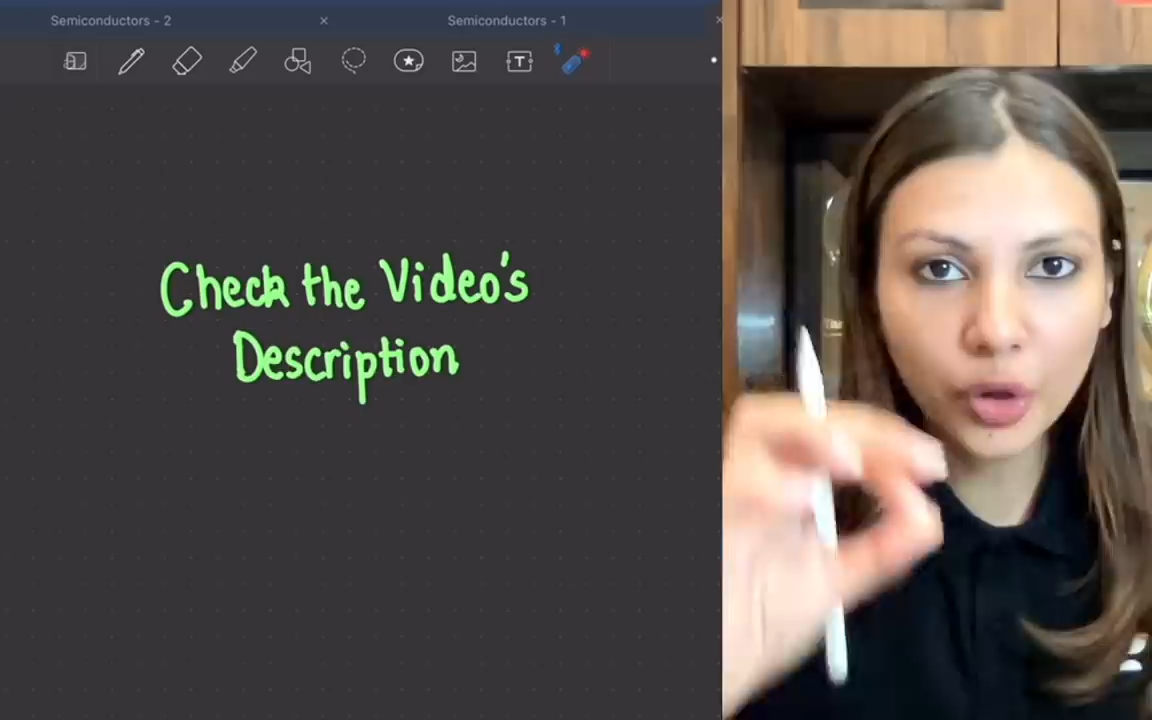 Semiconductors - 2
Semiconductors - 1
T
Check the Video's
Description